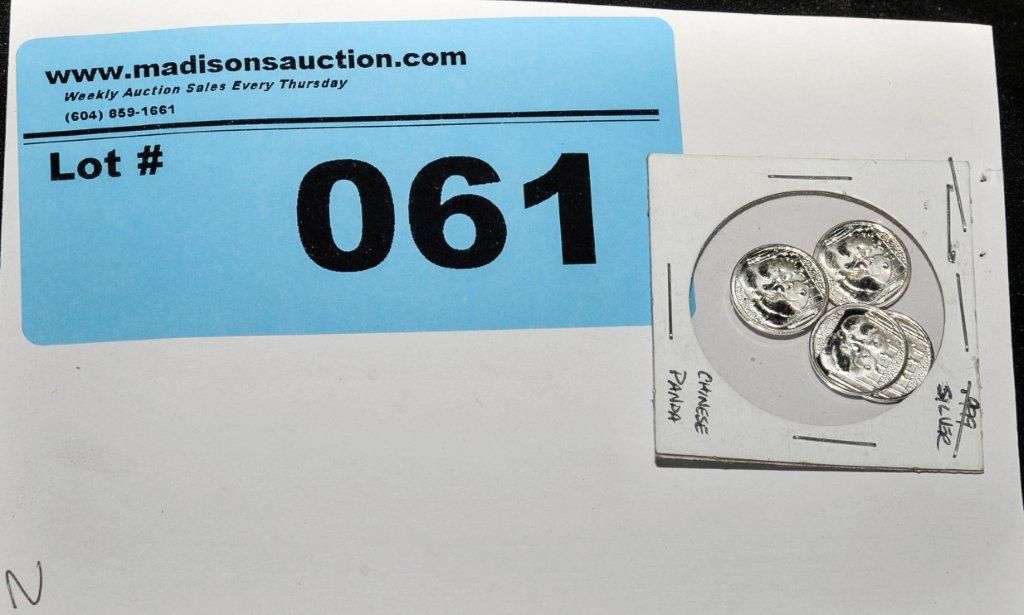 www.madisonsauction.com
Weekly Auction Sales Every Thursday
(604) 859-1661
Lot #
061
CHINESE
PANDA
.999
SILVER
N